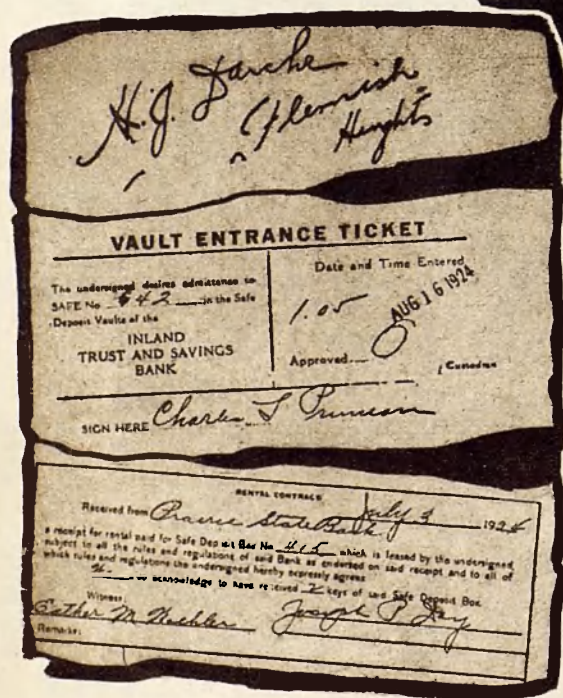 H. J. Darche
Flemish
Heights
VAULT ENTRANCE TICKET
The undersigned desires admittance to
SAFE No. 642 in the Safe
Deposit Vaults of the
INLAND
TRUST AND SAVINGS
BANK
Date and Time Entered
1.05 AUG 16 1924
Approved
Custodian
SIGN HERE Charles T
RENTAL CONTRACT
July 3 1924
Received from Prairie State Bank
a receipt for rental paid for Safe Deposit Box No. 415 which is leased by the undersigned,
subject to all the rules and regulations of said Bank as endorsed on said receipt and to all of
which rules and regulations the undersigned hereby expressly agrees
acknowledge to have received 2 keys of said Safe Deposit Box
Witness:
Esther M. Wechler Joseph P. Day
Remarks: